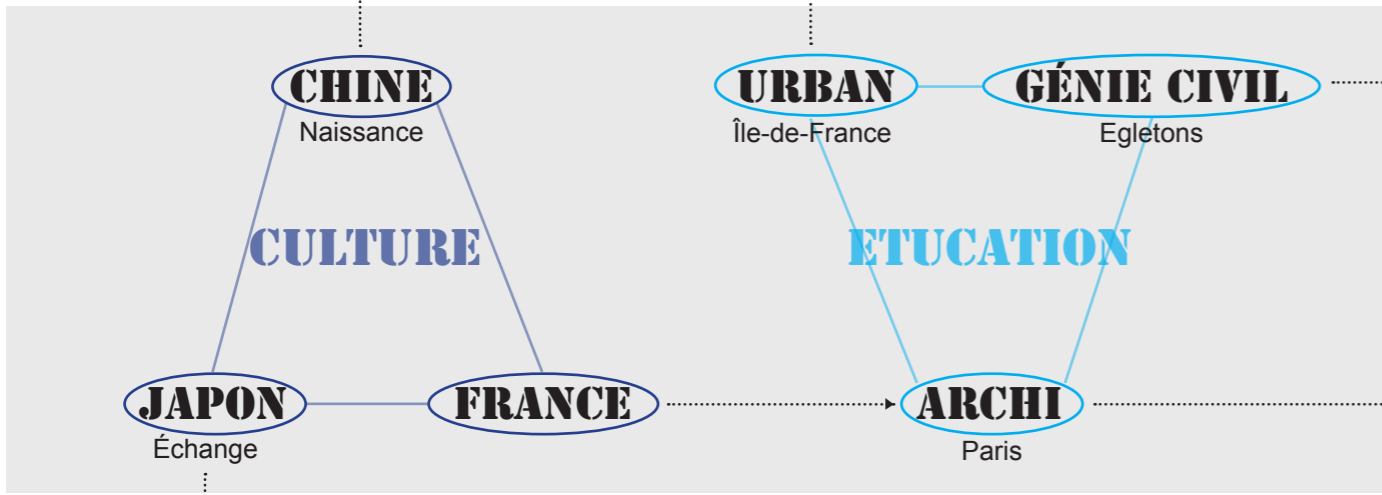 CHINE
Naissance
CULTURE
JAPON
Échange
FRANCE
URBAN
Île-de-France
GÉNIE CIVIL
Egletons
ETUCATION
ARCHI
Paris